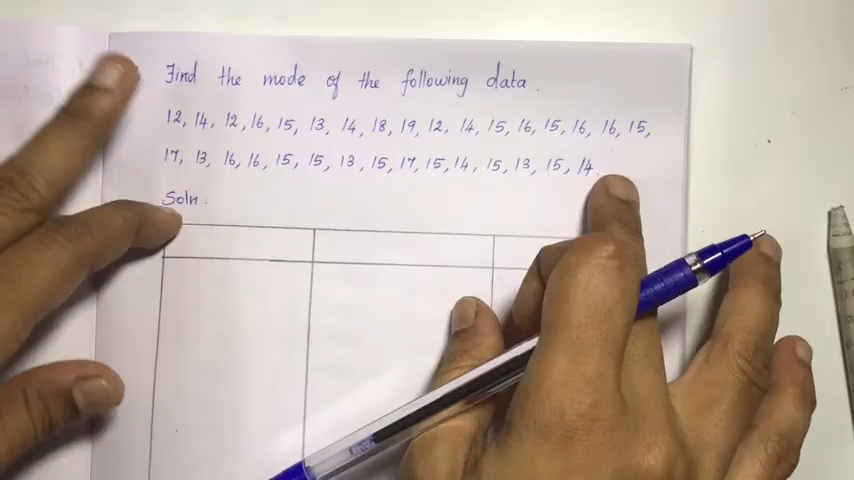 Find the mode of the following data.
12, 14, 12, 16, 15, 13, 14, 18, 19, 12, 14, 15, 16, 15, 16, 16, 15,
17, 13, 16, 16, 15, 15, 13, 15, 17, 15, 14, 15, 13, 15, 14.
Soln: